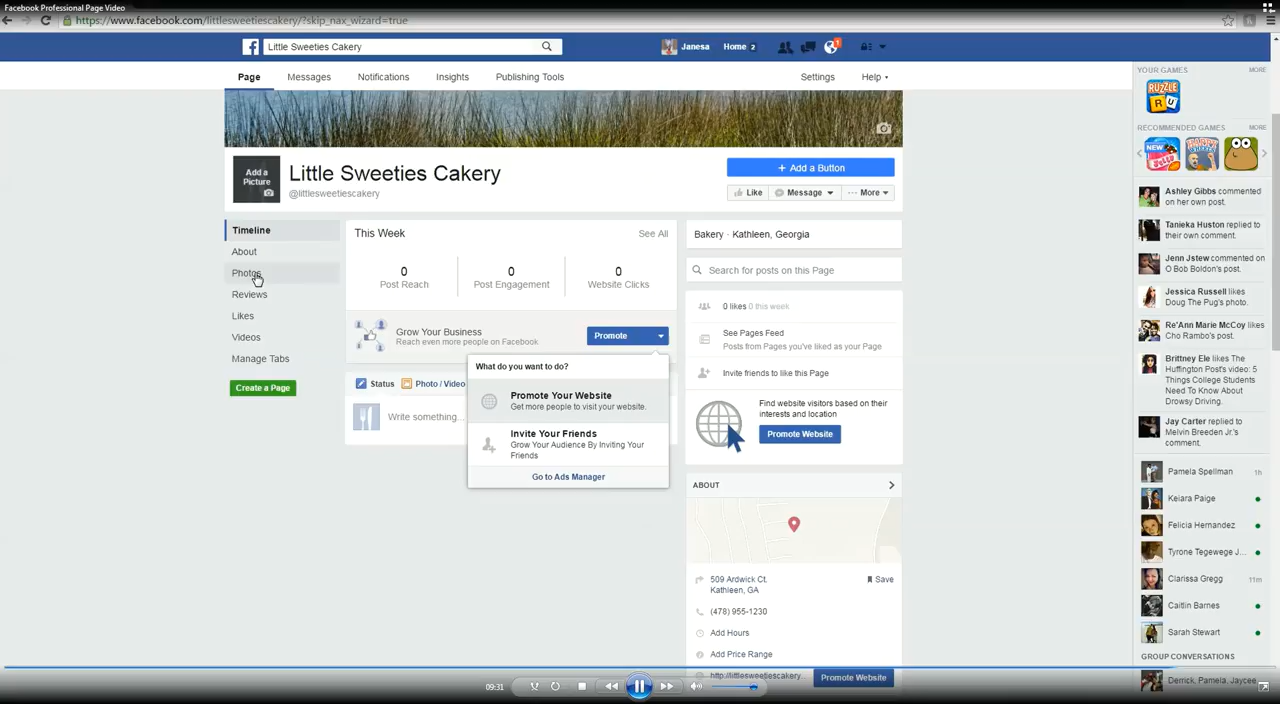 Facebook Professional Page Video
https://www.facebook.com/littlesweetiescakery/?skip_nax_wizard=true
Little Sweeties Cakery
Janesa
Home 2
1
Page
Messages
Notifications
Insights
Publishing Tools
Settings
Help
Add a Picture
Little Sweeties Cakery
@littlesweetiescakery
+ Add a Button
Like
Message
More
Timeline
About
Photos
Reviews
Likes
Videos
Manage Tabs
Create a Page
This Week
See All
0
Post Reach
0
Post Engagement
0
Website Clicks
Grow Your Business
Reach even more people on Facebook
Promote
What do you want to do?
Promote Your Website
Get more people to visit your website.
Invite Your Friends
Grow Your Audience By Inviting Your
Friends
Go to Ads Manager
Status
Photo / Video
Write something...
Bakery · Kathleen, Georgia
Search for posts on this Page
0 likes 0 this week
See Pages Feed
Posts from Pages you've liked as your Page
Invite friends to like this Page
Find website visitors based on their
interests and location
Promote Website
ABOUT
509 Ardwick Ct.
Kathleen, GA
Save
(478) 955-1230
Add Hours
Add Price Range
http://littlesweetiescakery...
Promote Website
YOUR GAMES
MORE
RUZZLE
R U
RECOMMENDED GAMES
MORE
NEW
Ashley Gibbs commented
on her own post.
Tanieka Huston replied to
their own comment.
Jenn Jstew commented on
O Bob Boldon's post.
Jessica Russell likes
Doug The Pug's photo.
Re'Ann Marie McCoy likes
Cho Rambo's post.
Brittney Ele likes The
Huffington Post's video: 5
Things College Students
Need To Know About
Drowsy Driving.
Jay Carter replied to
Melvin Breeden Jr.'s
comment.
Pamela Spellman
1h
Keiara Paige
Felicia Hernandez
Tyrone Tegewege J...
Clarissa Gregg
11m
Caitlin Barnes
Sarah Stewart
GROUP CONVERSATIONS
Derrick, Pamela, Jaycee
09:31